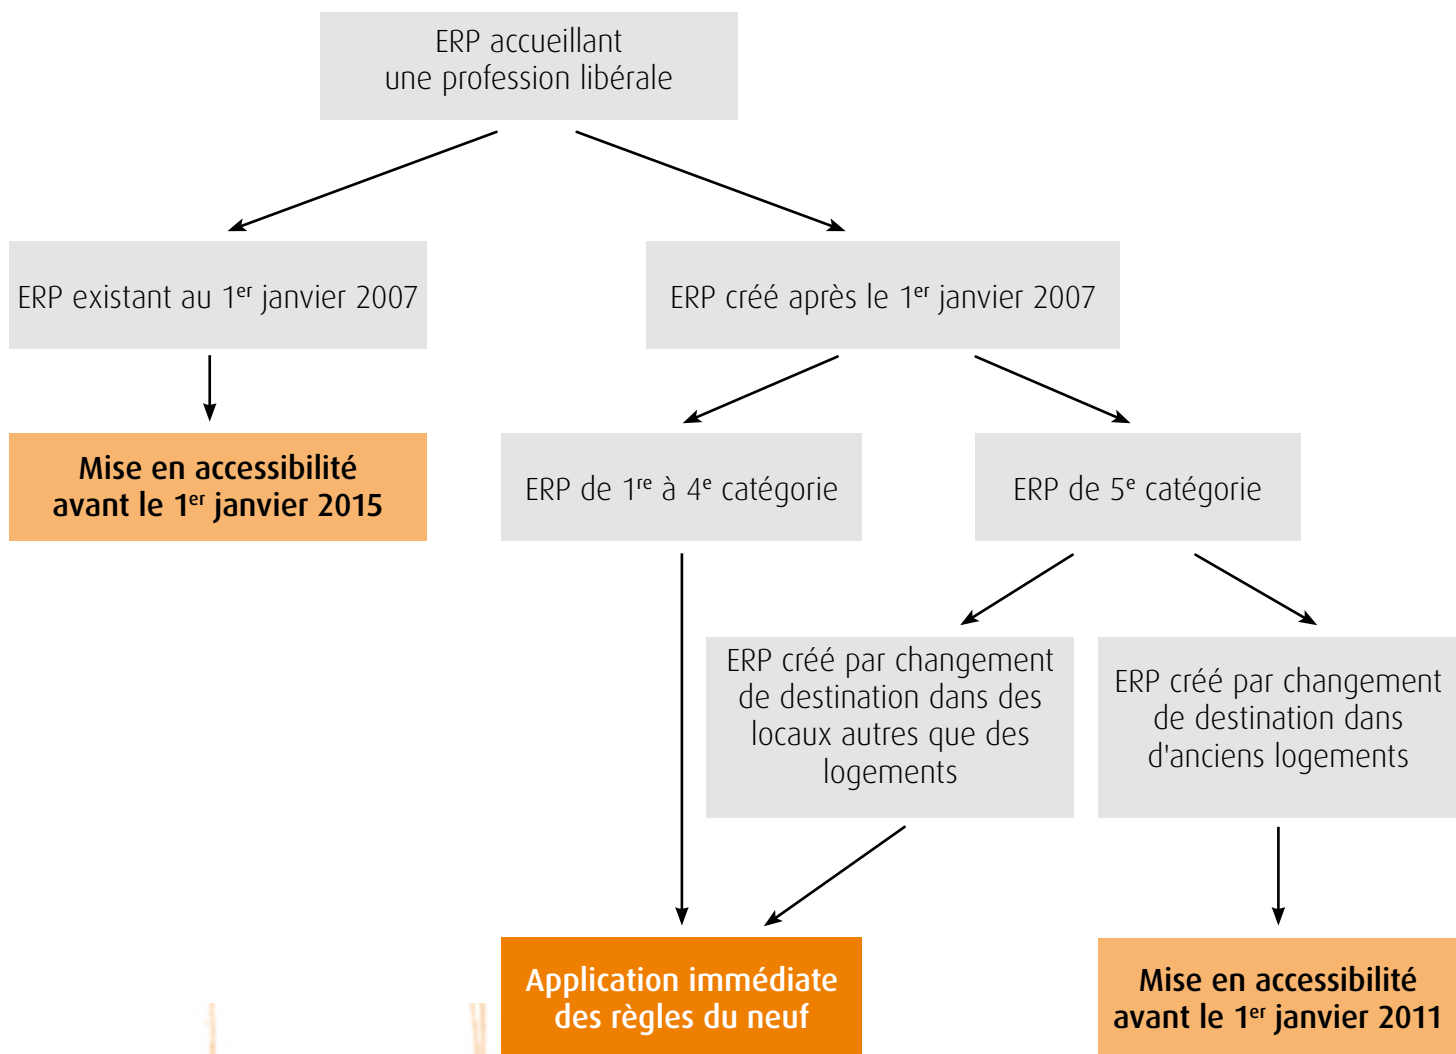 ERP accueillant
une profession libérale
ERP existant au 1er janvier 2007
ERP créé après le 1er janvier 2007
Mise en accessibilité
avant le 1er janvier 2015
ERP de 1re à 4e catégorie
ERP de 5e catégorie
ERP créé par changement
de destination dans des
locaux autres que des
logements
ERP créé par changement
de destination dans
d'anciens logements
Application immédiate
des règles du neuf
Mise en accessibilité
avant le 1er janvier 2011